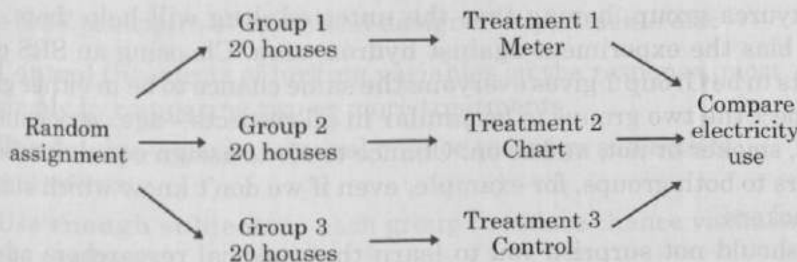 Group 1
20 houses
Treatment 1
Meter
Random
assignment
Group 2
20 houses
Treatment 2
Chart
Compare
electricity
use
Group 3
20 houses
Treatment 3
Control